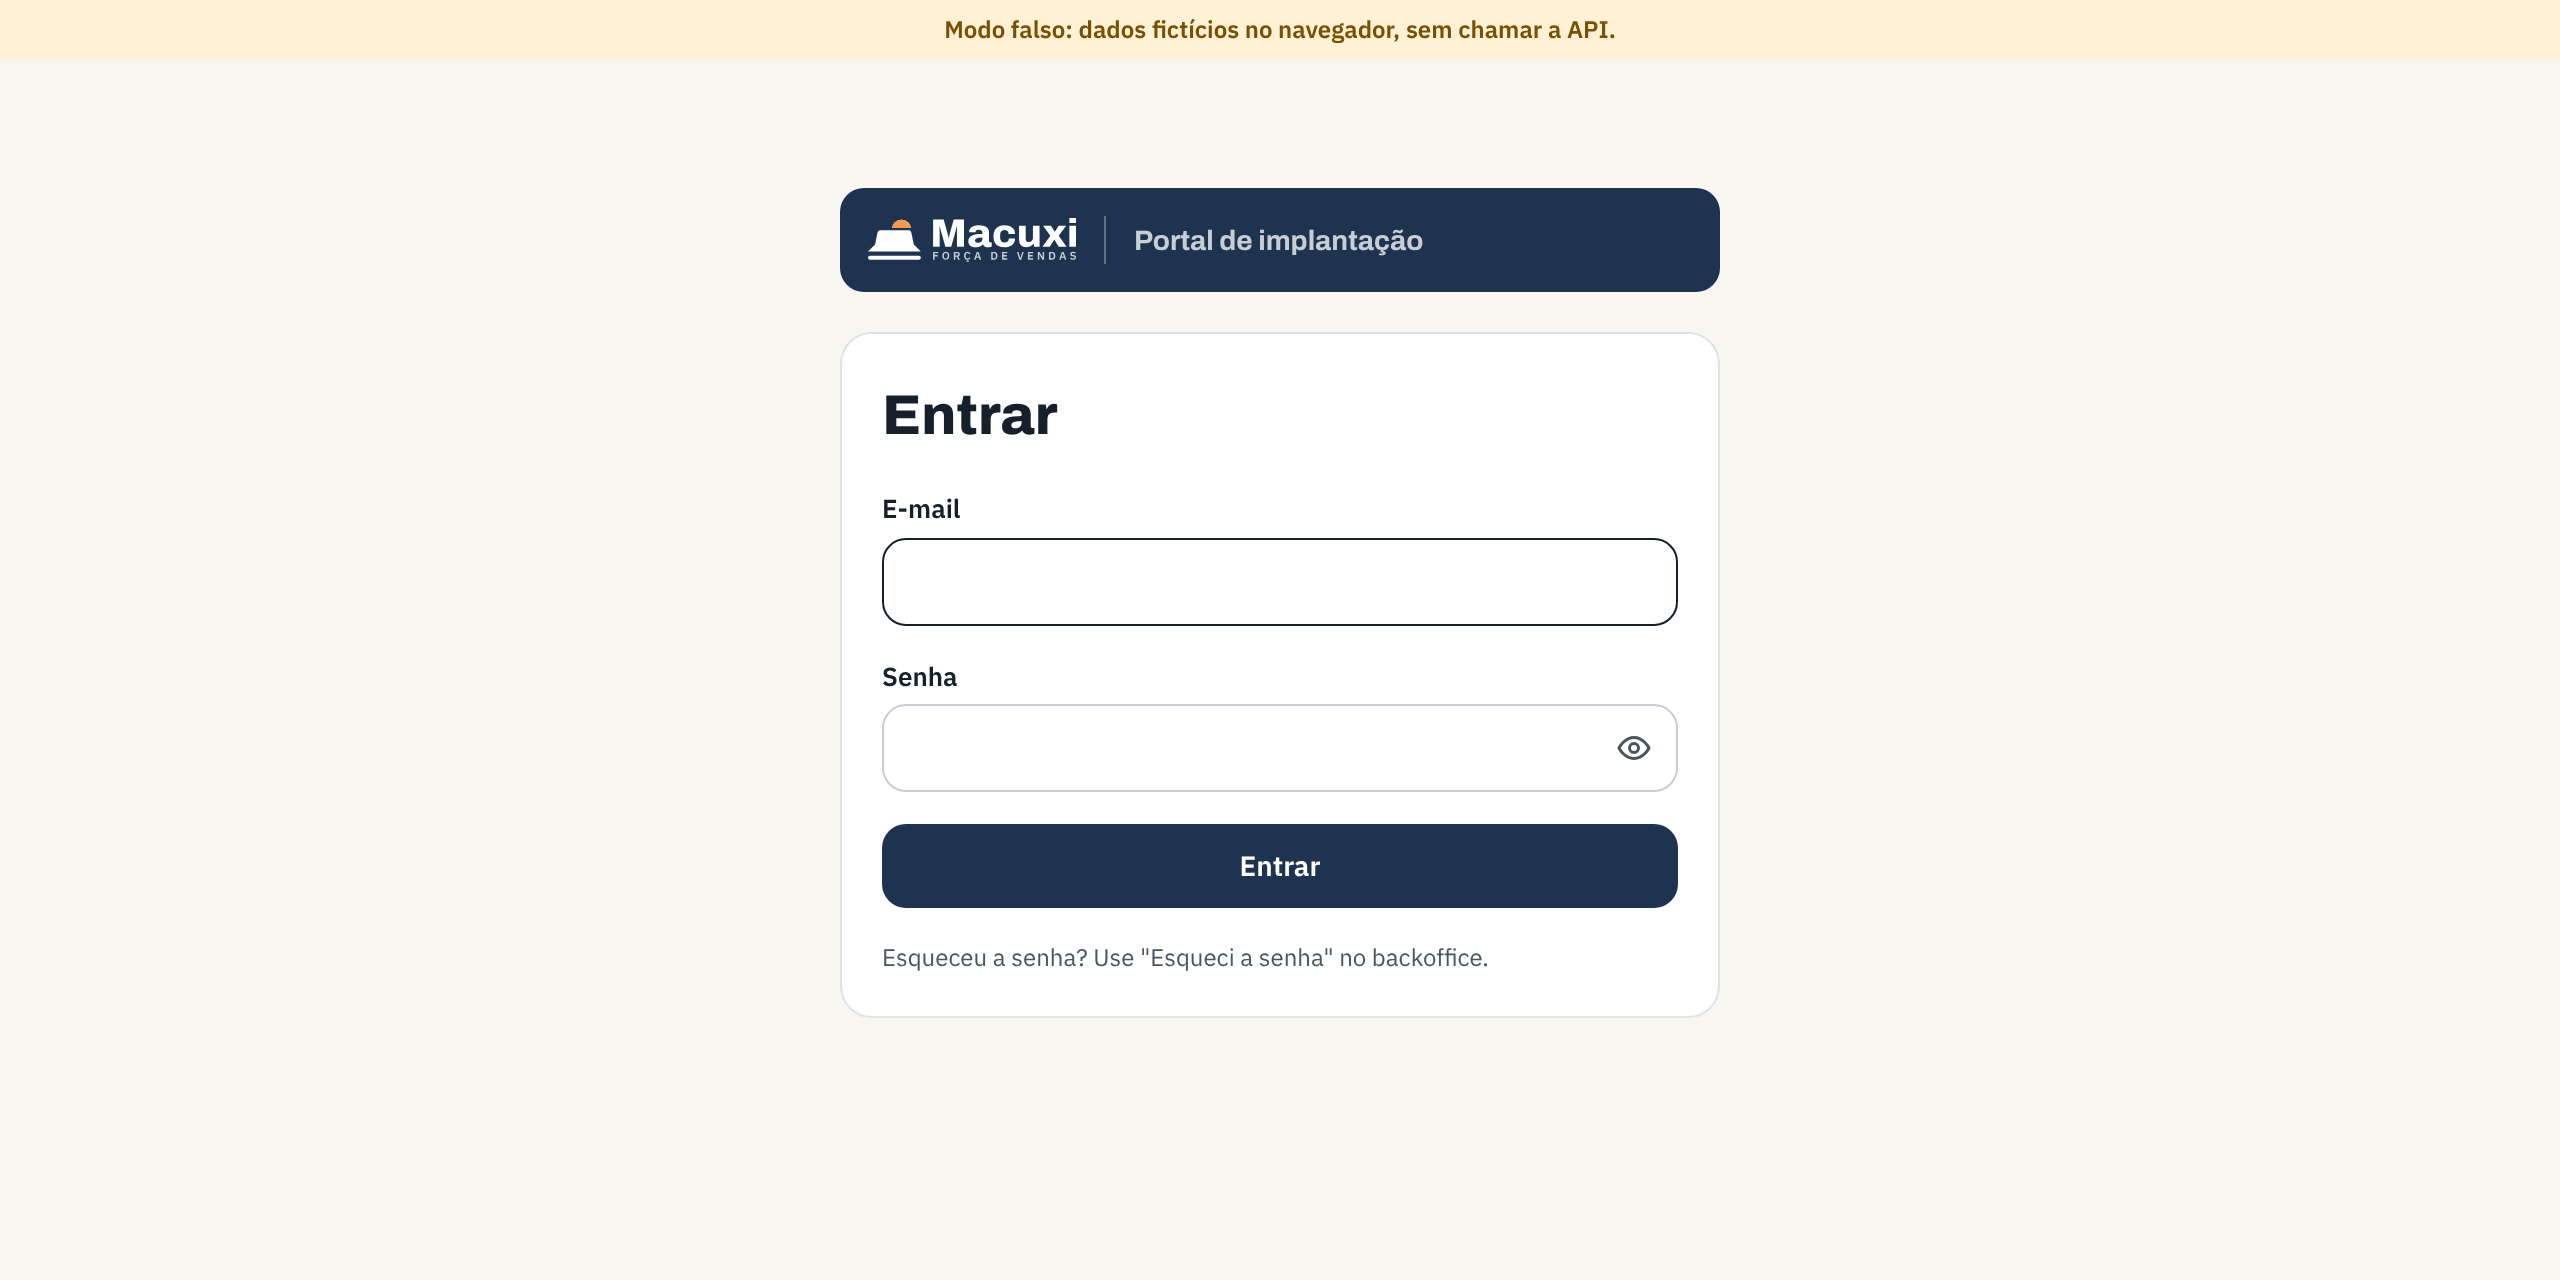 Modo falso: dados fictícios no navegador, sem chamar a API.
Macuxi
FORÇA DE VENDAS
Portal de implantação
Entrar
E-mail
Senha
Entrar
Esqueceu a senha? Use "Esqueci a senha" no backoffice.